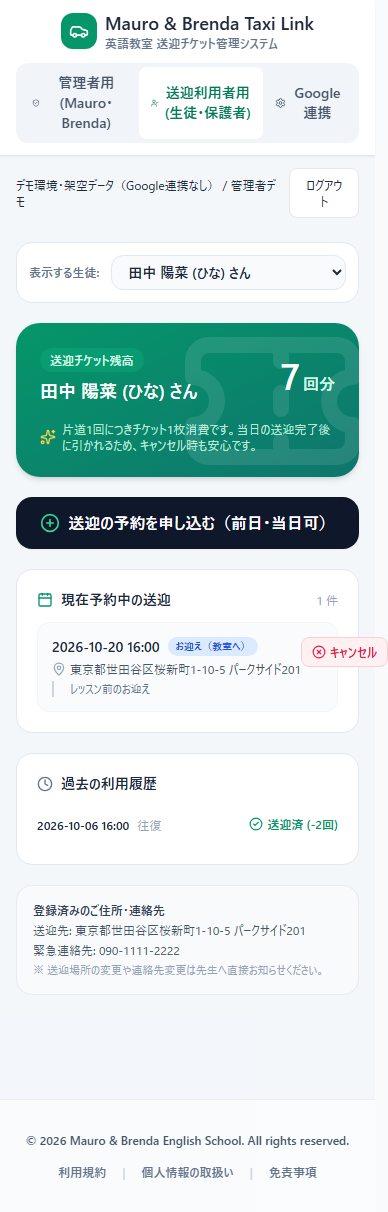 Mauro & Brenda Taxi Link
英語教室 送迎チケット管理システム
管理者用
(Mauro・
Brenda)
送迎利用者用
(生徒・保護者)
Google
連携
デモ環境・架空データ（Google連携なし） / 管理者デ
モ
ログアウ
ト
表示する生徒:
田中 陽菜 (ひな) さん
送迎チケット残高
田中 陽菜 (ひな) さん
7 回分
片道1回につきチケット1枚消費です。当日の送迎完了後
に引かれるため、キャンセル時も安心です。
送迎の予約を申し込む（前日・当日可）
現在予約中の送迎
1 件
2026-10-20 16:00 お迎え（教室へ）
東京都世田谷区桜新町1-10-5 パークサイド201
レッスン前のお迎え
キャンセル
過去の利用履歴
2026-10-06 16:00 往復
送迎済 (-2回)
登録済みのご住所・連絡先
送迎先: 東京都世田谷区桜新町1-10-5 パークサイド201
緊急連絡先: 090-1111-2222
※ 送迎場所の変更や連絡先変更は先生へ直接お知らせください。
© 2026 Mauro & Brenda English School. All rights reserved.
利用規約 | 個人情報の取扱い | 免責事項